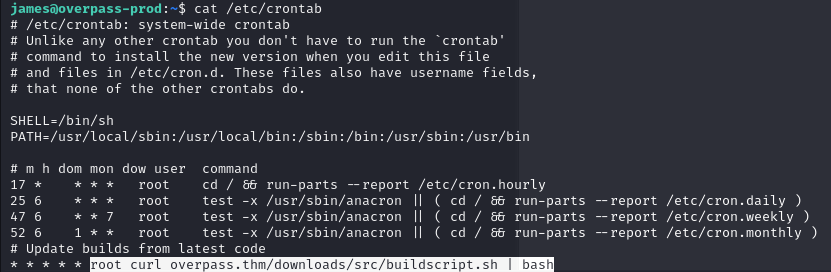 james@overpass-prod:~$ cat /etc/crontab
# /etc/crontab: system-wide crontab
# Unlike any other crontab you don't have to run the `crontab'
# command to install the new version when you edit this file
# and files in /etc/cron.d. These files also have username fields,
# that none of the other crontabs do.

SHELL=/bin/sh
PATH=/usr/local/sbin:/usr/local/bin:/sbin:/bin:/usr/sbin:/usr/bin

# m h dom mon dow user  command
17 *    * * *   root    cd / && run-parts --report /etc/cron.hourly
25 6    * * *   root    test -x /usr/sbin/anacron || ( cd / && run-parts --report /etc/cron.daily )
47 6    * * 7   root    test -x /usr/sbin/anacron || ( cd / && run-parts --report /etc/cron.weekly )
52 6    1 * *   root    test -x /usr/sbin/anacron || ( cd / && run-parts --report /etc/cron.monthly )
# Update builds from latest code
* * * * * root curl overpass.thm/downloads/src/buildscript.sh | bash